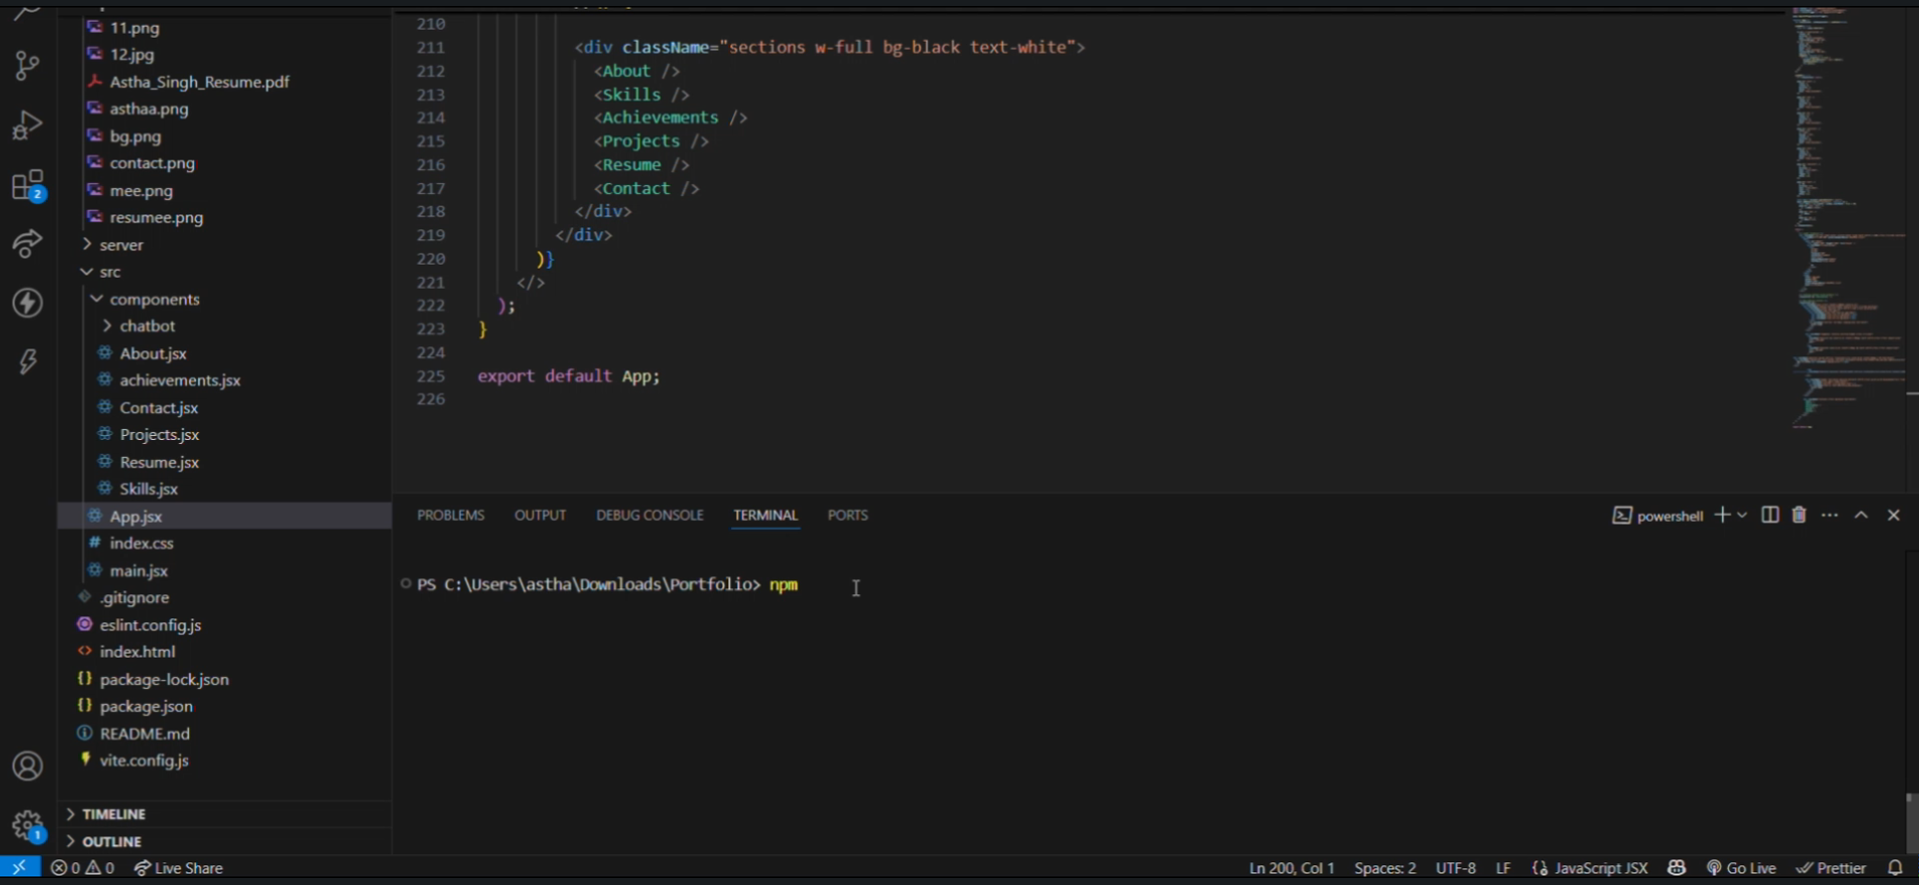 11.png
12.jpg
Astha_Singh_Resume.pdf
asthaa.png
bg.png
contact.png
mee.png
resumee.png
server
src
components
chatbot
About.jsx
achievements.jsx
Contact.jsx
Projects.jsx
Resume.jsx
Skills.jsx
App.jsx
# index.css
main.jsx
.gitignore
eslint.config.js
<> index.html
{} package-lock.json
{} package.json
README.md
vite.config.js
TIMELINE
OUTLINE
2
1
210
211 <div className="sections w-full bg-black text-white">
212 <About />
213 <Skills />
214 <Achievements />
215 <Projects />
216 <Resume />
217 <Contact />
218 </div>
219 </div>
220 )}
221 </>
222 );
223 }
224
225 export default App;
226
PROBLEMS OUTPUT DEBUG CONSOLE TERMINAL PORTS powershell
PS C:\Users\astha\Downloads\Portfolio> npm
0 0 Live Share Ln 200, Col 1 Spaces: 2 UTF-8 LF JavaScript JSX Go Live Prettier